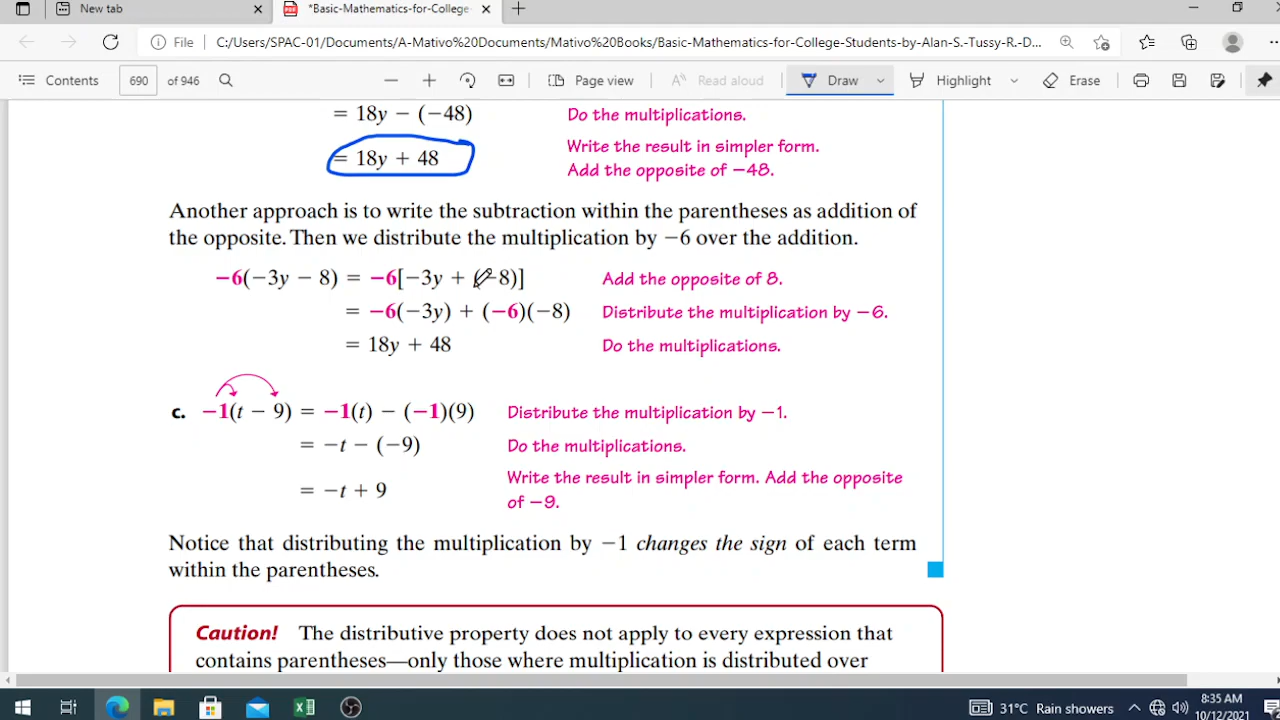 New tab
*Basic-Mathematics-for-College-
File
C:/Users/SPAC-01/Documents/A-Mativo%20Documents/Mativo%20Books/Basic-Mathematics-for-College-Students-by-Alan-S.-Tussy-R.-D...
Contents 690 of 946 Page view Read aloud Draw Highlight Erase
= 18y − (−48) Do the multiplications.
= 18y + 48 Write the result in simpler form.
Add the opposite of −48.
Another approach is to write the subtraction within the parentheses as addition of
the opposite. Then we distribute the multiplication by −6 over the addition.
−6(−3y − 8) = −6[−3y + (−8)] Add the opposite of 8.
= −6(−3y) + (−6)(−8) Distribute the multiplication by −6.
= 18y + 48 Do the multiplications.
c. −1(t − 9) = −1(t) − (−1)(9) Distribute the multiplication by −1.
= −t − (−9) Do the multiplications.
= −t + 9 Write the result in simpler form. Add the opposite
of −9.
Notice that distributing the multiplication by −1 changes the sign of each term
within the parentheses.
Caution! The distributive property does not apply to every expression that
contains parentheses—only those where multiplication is distributed over
31°C Rain showers
8:35 AM
10/12/2021